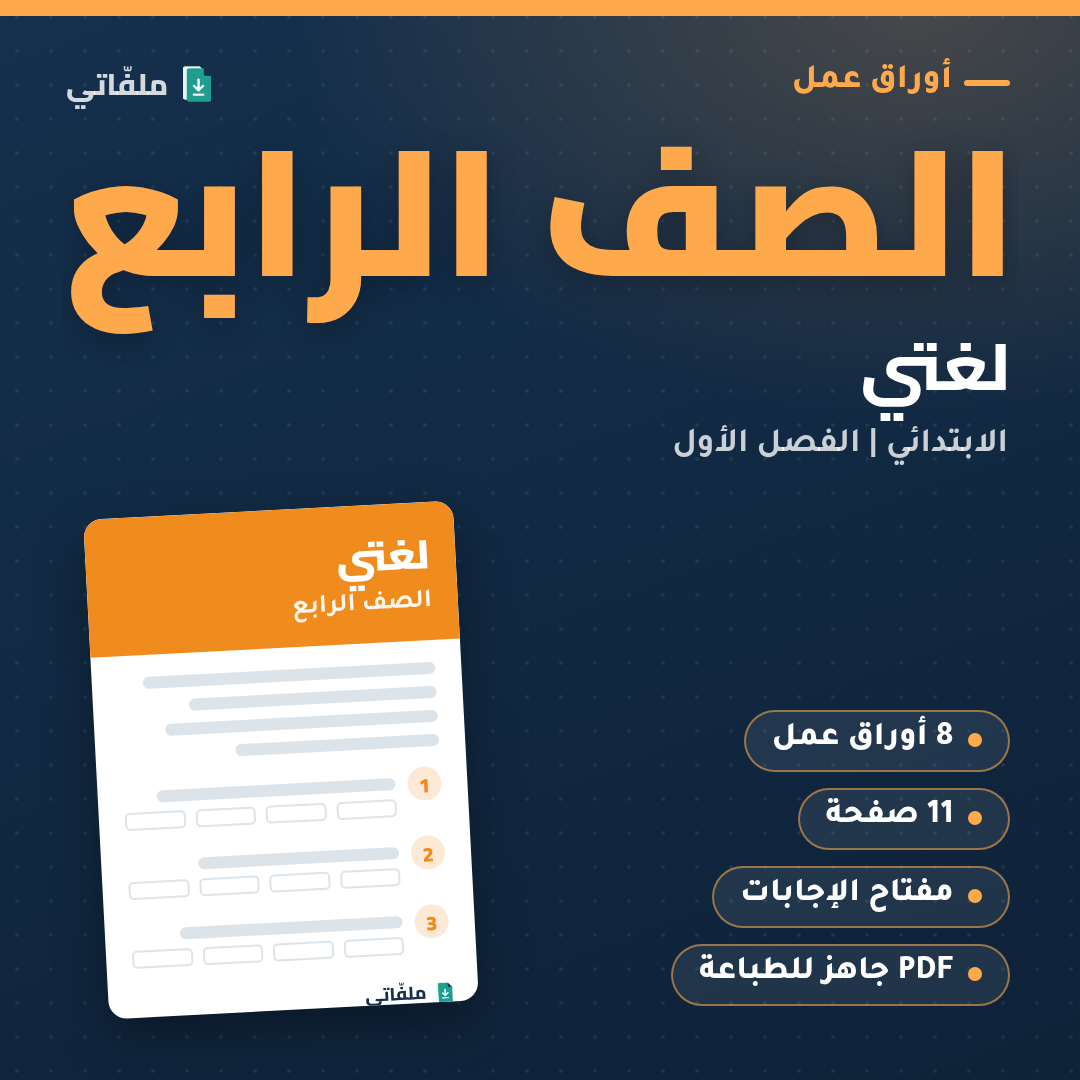 أوراق عمل
ملفّاتي
الصف الرابع
لغتي
الابتدائي | الفصل الأول
8 أوراق عمل
11 صفحة
مفتاح الإجابات
PDF جاهز للطباعة
لغتي
الصف الرابع
1
2
3
ملفّاتي